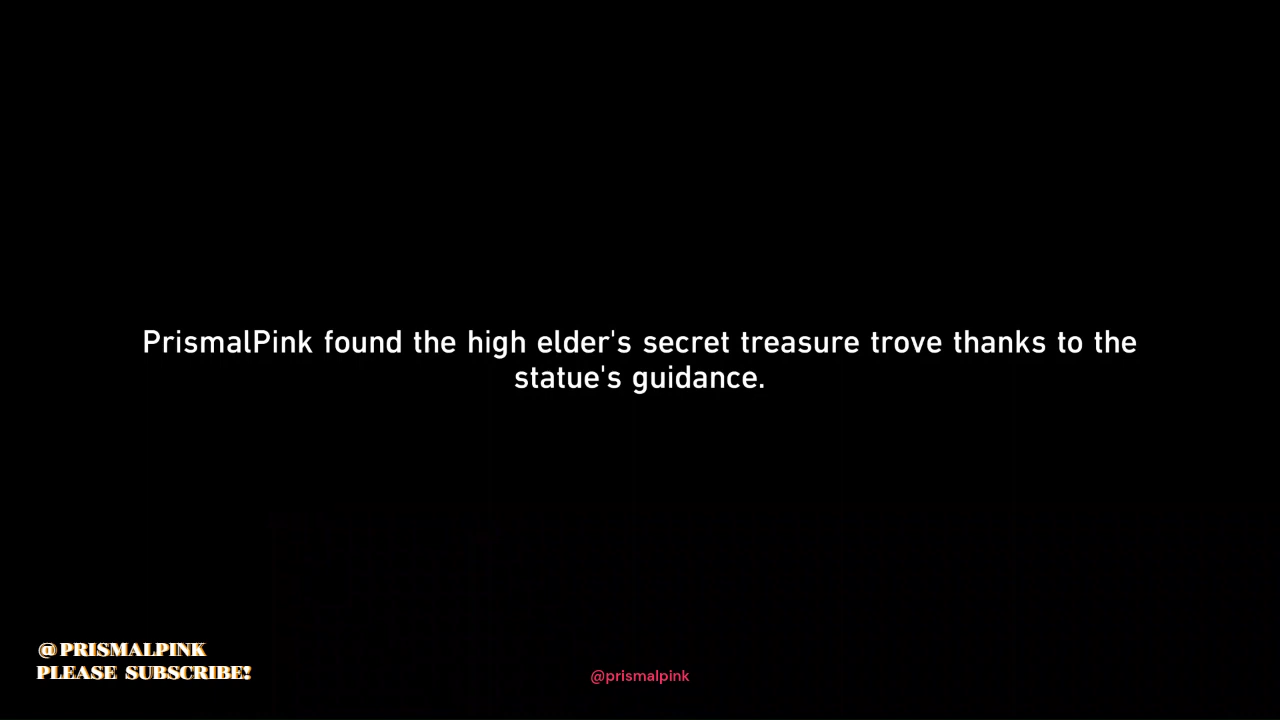 PrismalPink found the high elder's secret treasure trove thanks to the
statue's guidance.
@PRISMALPINK
PLEASE SUBSCRIBE!
@prismalpink